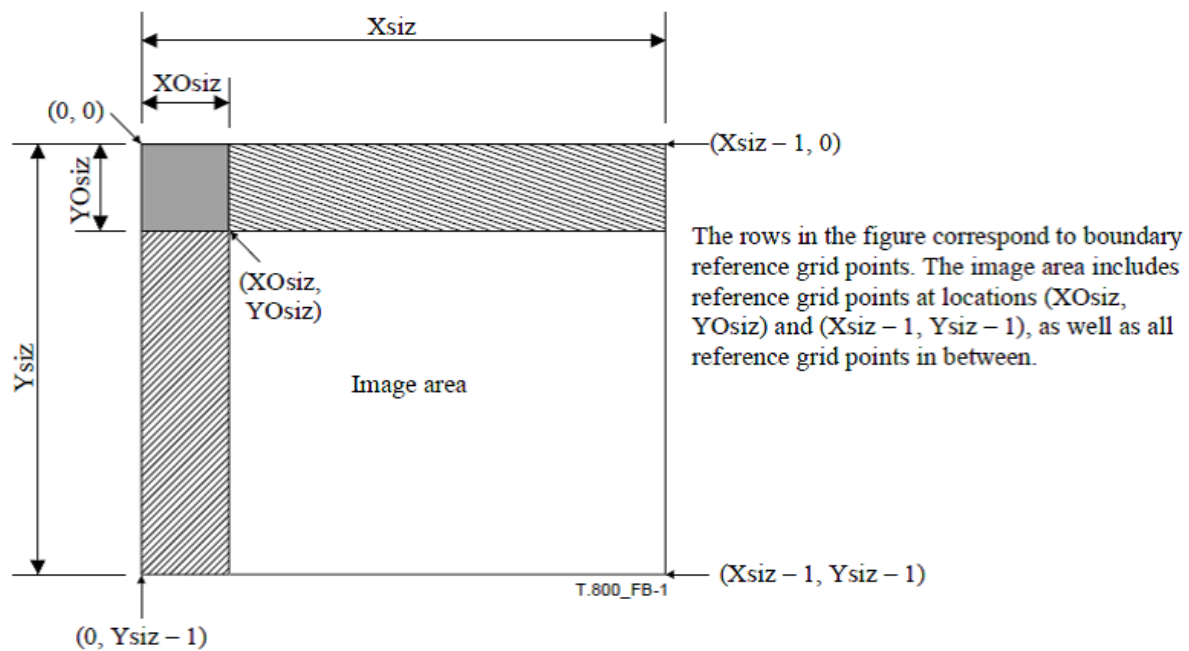 Xsiz
XOsiz
(0, 0)
(Xsiz – 1, 0)
YOsiz
The rows in the figure correspond to boundary
reference grid points. The image area includes
reference grid points at locations (XOsiz,
YOsiz) and (Xsiz – 1, Ysiz – 1), as well as all
reference grid points in between.
(XOsiz,
YOsiz)
Ysiz
Image area
(Xsiz – 1, Ysiz – 1)
T.800_FB-1
(0, Ysiz – 1)